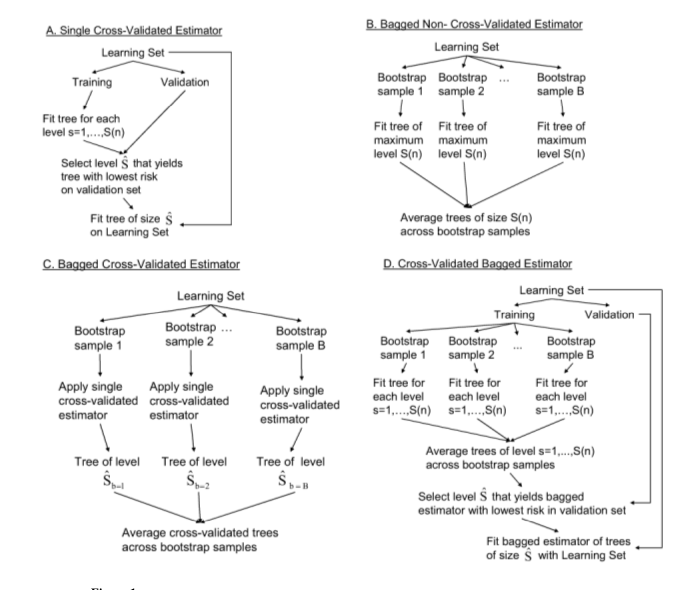 A. Single Cross-Validated Estimator
Learning Set
Training Validation
Fit tree for each
level s=1,...,S(n)
Select level Ŝ that yields
tree with lowest risk
on validation set
Fit tree of size Ŝ
on Learning Set
B. Bagged Non- Cross-Validated Estimator
Learning Set
Bootstrap Bootstrap ... Bootstrap
sample 1 sample 2 sample B
Fit tree of Fit tree of Fit tree of
maximum maximum maximum
level S(n) level S(n) level S(n)
Average trees of size S(n)
across bootstrap samples
C. Bagged Cross-Validated Estimator
Learning Set
Bootstrap Bootstrap ... Bootstrap
sample 1 sample 2 sample B
Apply single Apply single Apply single
cross-validated cross-validated cross-validated
estimator estimator estimator
Tree of level Tree of level Tree of level
Ŝb=1 Ŝb=2 Ŝb=B
Average cross-validated trees
across bootstrap samples
D. Cross-Validated Bagged Estimator
Learning Set
Training Validation
Bootstrap Bootstrap ... Bootstrap
sample 1 sample 2 sample B
Fit tree for Fit tree for Fit tree for
each level each level each level
s=1,...,S(n) s=1,...,S(n) s=1,...,S(n)
Average trees of level s=1,...,S(n)
across bootstrap samples
Select level Ŝ that yields bagged
estimator with lowest risk in validation set
Fit bagged estimator of trees
of size Ŝ with Learning Set